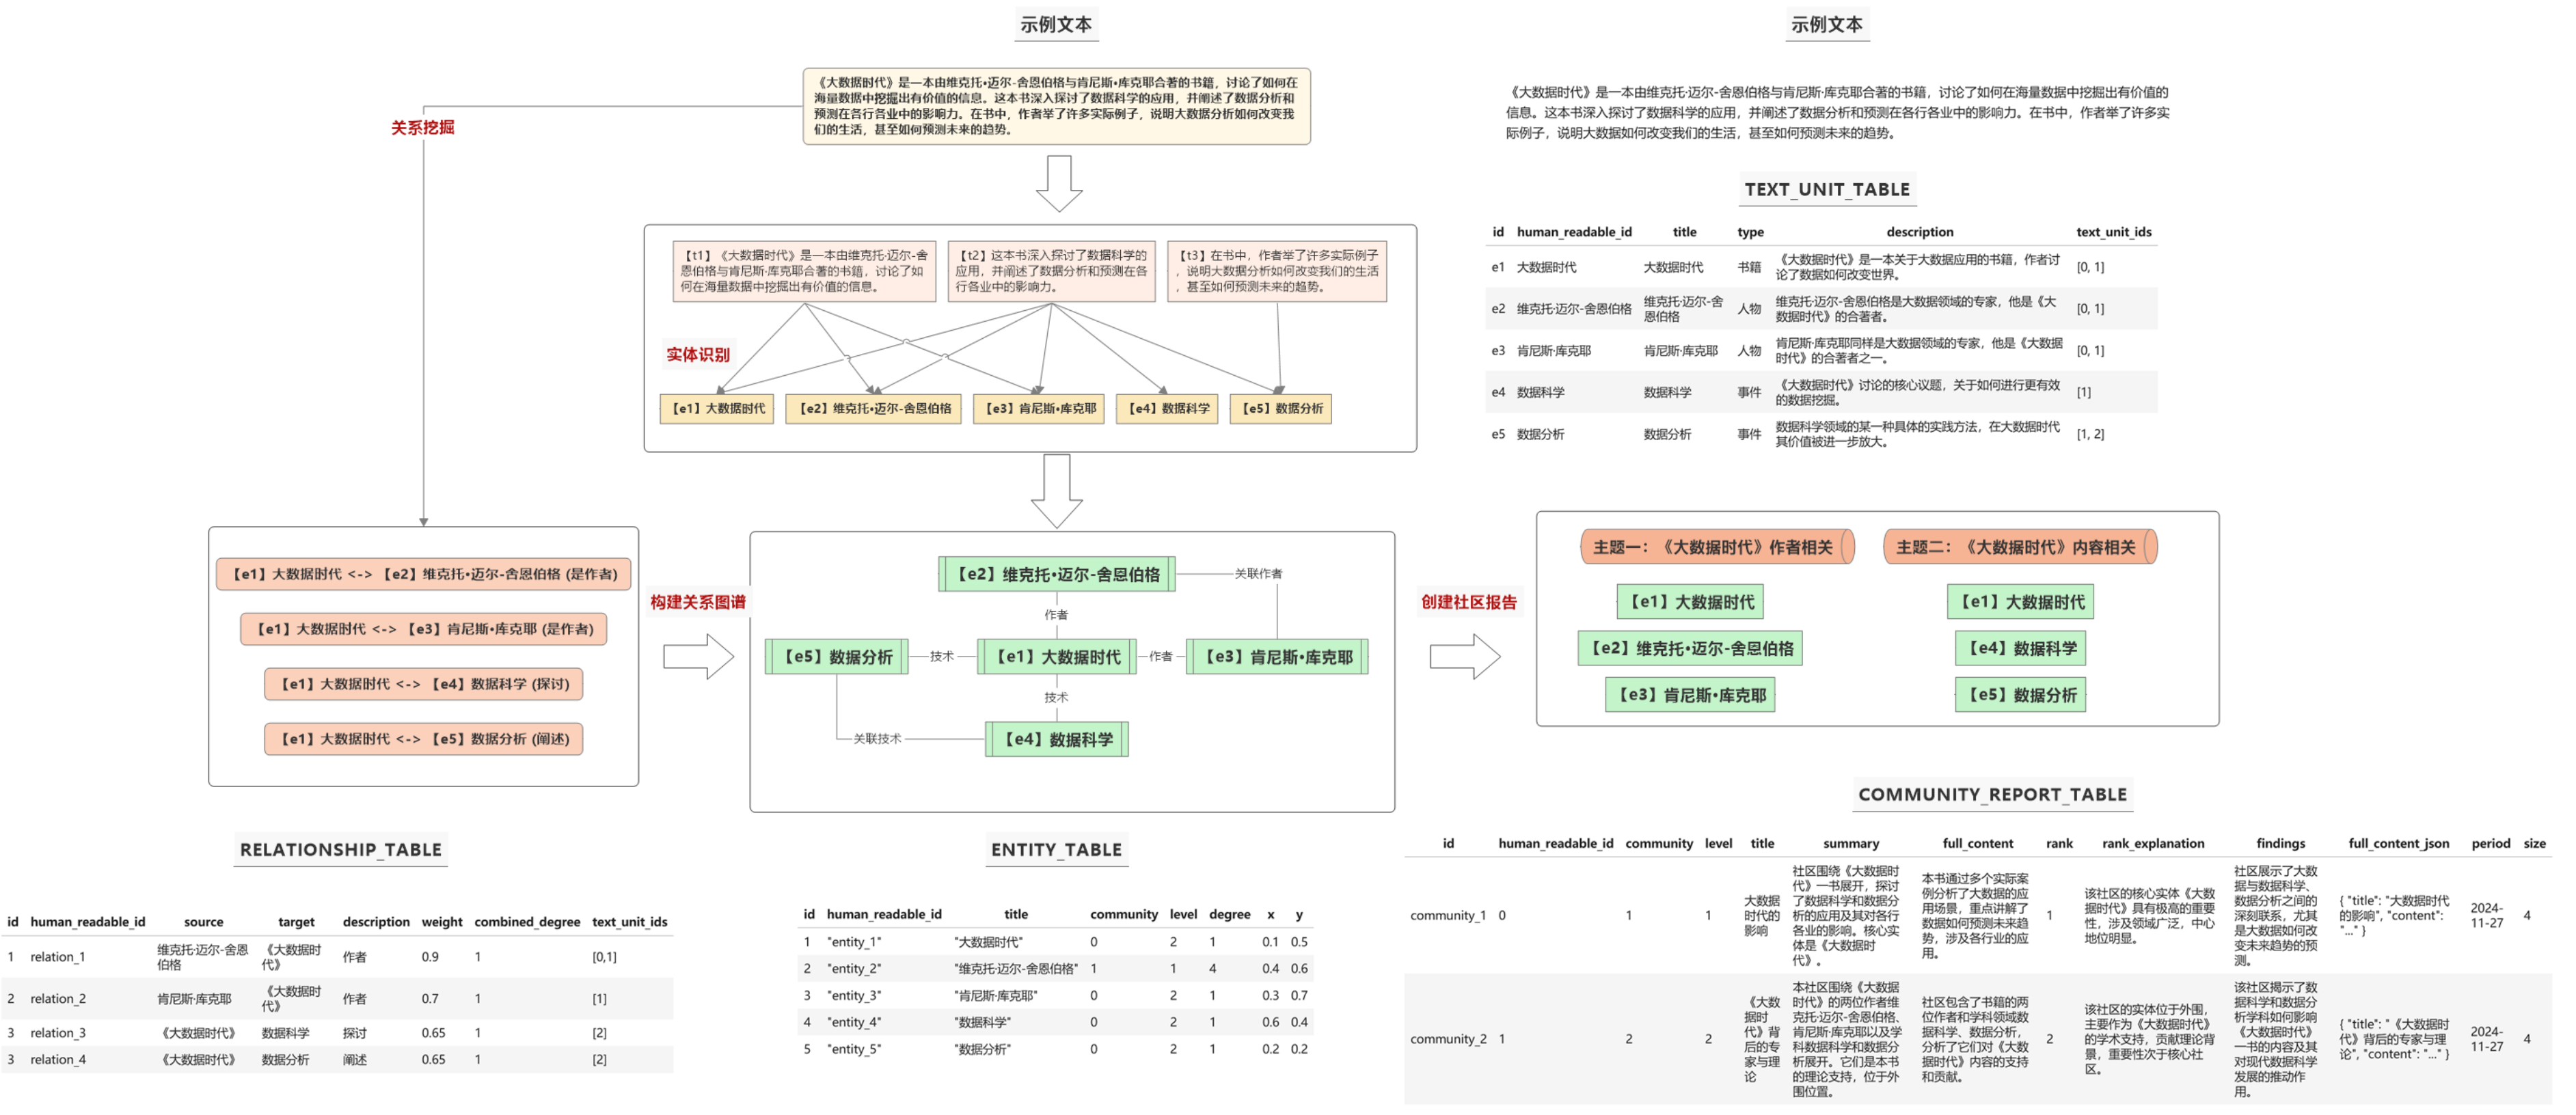 示例文本
《大数据时代》是一本由维克托•迈尔-舍恩伯格与肯尼斯•库克耶合著的书籍，讨论了如何在
海量数据中挖掘出有价值的信息。这本书深入探讨了数据科学的应用，并阐述了数据分析和
预测在各行各业中的影响力。在书中，作者举了许多实际例子，说明大数据分析如何改变我
们的生活，甚至如何预测未来的趋势。
关系挖掘
【t1】《大数据时代》是一本由维克托·迈尔-舍
恩伯格与肯尼斯·库克耶合著的书籍，讨论了如
何在海量数据中挖掘出有价值的信息。
【t2】这本书深入探讨了数据科学的
应用，并阐述了数据分析和预测在各
行各业中的影响力。
【t3】在书中，作者举了许多实际例子
，说明大数据分析如何改变我们的生活
，甚至如何预测未来的趋势。
实体识别
【e1】大数据时代
【e2】维克托•迈尔-舍恩伯格
【e3】肯尼斯•库克耶
【e4】数据科学
【e5】数据分析
示例文本
《大数据时代》是一本由维克托·迈尔-舍恩伯格与肯尼斯·库克耶合著的书籍，讨论了如何在海量数据中挖掘出有价值的
信息。这本书深入探讨了数据科学的应用，并阐述了数据分析和预测在各行各业中的影响力。在书中，作者举了许多实
际例子，说明大数据如何改变我们的生活，甚至如何预测未来的趋势。
TEXT_UNIT_TABLE
id human_readable_id title type description text_unit_ids
e1 大数据时代 大数据时代 书籍 《大数据时代》是一本关于大数据应用的书籍，作者讨
论了数据如何改变世界。 [0, 1]
e2 维克托·迈尔-舍恩伯格 维克托·迈尔-舍
恩伯格 人物 维克托·迈尔-舍恩伯格是大数据领域的专家，他是《大
数据时代》的合著者。 [0, 1]
e3 肯尼斯·库克耶 肯尼斯·库克耶 人物 肯尼斯·库克耶同样是大数据领域的专家，他是《大数据
时代》的合著者之一。 [0, 1]
e4 数据科学 数据科学 事件 《大数据时代》讨论的核心议题，关于如何进行更有效
的数据挖掘。 [1]
e5 数据分析 数据分析 事件 数据科学领域的某一种具体的实践方法，在大数据时代
其价值被进一步放大。 [1, 2]
【e1】大数据时代 <-> 【e2】维克托•迈尔-舍恩伯格 (是作者)
【e1】大数据时代 <-> 【e3】肯尼斯•库克耶 (是作者)
【e1】大数据时代 <-> 【e4】数据科学 (探讨)
【e1】大数据时代 <-> 【e5】数据分析 (阐述)
构建关系图谱
【e2】维克托•迈尔-舍恩伯格
关联作者
作者
【e5】数据分析
技术
【e1】大数据时代
作者
【e3】肯尼斯•库克耶
技术
关联技术
【e4】数据科学
创建社区报告
主题一：《大数据时代》作者相关
【e1】大数据时代
【e2】维克托•迈尔-舍恩伯格
【e3】肯尼斯•库克耶
主题二：《大数据时代》内容相关
【e1】大数据时代
【e4】数据科学
【e5】数据分析
RELATIONSHIP_TABLE
id human_readable_id source target description weight combined_degree text_unit_ids
1 relation_1 维克托·迈尔-舍恩
伯格 《大数据时
代》 作者 0.9 1 [0,1]
2 relation_2 肯尼斯·库克耶 《大数据时
代》 作者 0.7 1 [1]
3 relation_3 《大数据时代》 数据科学 探讨 0.65 1 [2]
3 relation_4 《大数据时代》 数据分析 阐述 0.65 1 [2]
ENTITY_TABLE
id human_readable_id title community level degree x y
1 "entity_1" "大数据时代" 0 2 1 0.1 0.5
2 "entity_2" "维克托·迈尔-舍恩伯格" 1 1 4 0.4 0.6
3 "entity_3" "肯尼斯·库克耶" 0 2 1 0.3 0.7
4 "entity_4" "数据科学" 0 2 1 0.6 0.4
5 "entity_5" "数据分析" 0 2 1 0.2 0.2
COMMUNITY_REPORT_TABLE
id human_readable_id community level title summary full_content rank rank_explanation findings full_content_json period size
community_1 0 1 1
大数据
时代的
影响
社区围绕《大数据时
代》一书展开，探讨
了数据科学和数据分
析的应用及其对各行
各业的影响。核心实
体是《大数据时
代》。
本书通过多个实际案
例分析了大数据的应
用场景，重点讲解了
数据如何预测未来趋
势，涉及各行业的应
用。
1
该社区的核心实体《大数
据时代》具有极高的重要
性，涉及领域广泛，中心
地位明显。
社区展示了大数
据与数据科学、
数据分析之间的
深刻联系，尤其
是大数据如何改
变未来趋势的预
测。
{ "title": "大数据时代
的影响", "content":
"..." }
2024-
11-27
4
community_2 1 2 2
《大数
据时
代》背
后的专
家与理
论
本社区围绕《大数据
时代》的两位作者维
克托·迈尔-舍恩伯格、
肯尼斯·库克耶以及学
科数据科学和数据分
析展开。它们是本书
的理论支持，位于外
围位置。
社区包含了书籍的两
位作者和学科领域数
据科学、数据分析，
分析了它们对《大数
据时代》内容的支持
和贡献。
2
该社区的实体位于外围，
主要作为《大数据时代》
的学术支持，贡献理论背
景，重要性次于核心社
区。
该社区揭示了数
据科学和数据分
析学科如何影响
《大数据时代》
一书的内容及其
对现代数据科学
发展的推动作
用。
{ "title": "《大数据时
代》背后的专家与理
论", "content": "..." }
2024-
11-27
4